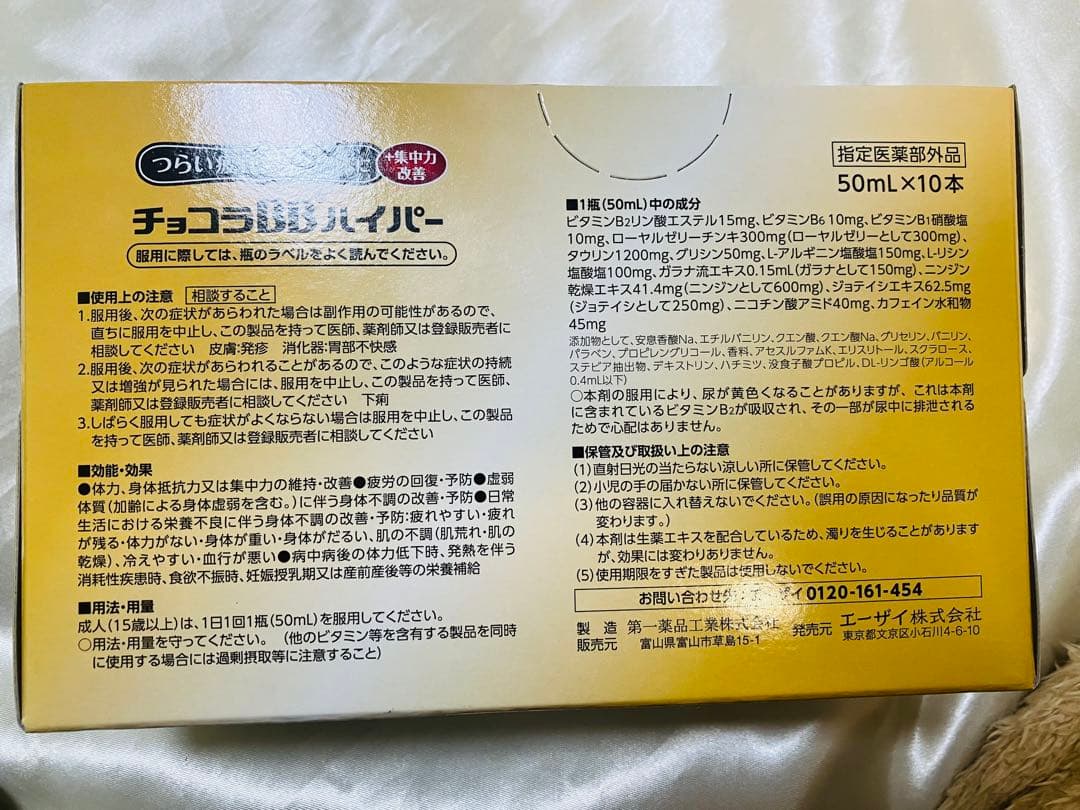 つらい疲
に
+集中力
改善
チョコラBBハイパー
服用に際しては、瓶のラベルをよく読んでください。
■使用上の注意 相談すること
1.服用後、次の症状があらわれた場合は副作用の可能性があるので、
直ちに服用を中止し、この製品を持って医師、薬剤師又は登録販売者に
相談してください 皮膚:発疹 消化器:胃部不快感
2.服用後、次の症状があらわれることがあるので、このような症状の持続
又は増強が見られた場合には、服用を中止し、この製品を持って医師、
薬剤師又は登録販売者に相談してください 下痢
3.しばらく服用しても症状がよくならない場合は服用を中止し、この製品
を持って医師、薬剤師又は登録販売者に相談してください
■効能・効果
●体力、身体抵抗力又は集中力の維持・改善●疲労の回復・予防●虚弱
体質(加齢による身体虚弱を含む。)に伴う身体不調の改善・予防●日常
生活における栄養不良に伴う身体不調の改善・予防:疲れやすい・疲れ
が残る・体力がない・身体が重い・身体がだるい、肌の不調(肌荒れ・肌の
乾燥)、冷えやすい・血行が悪い●病中病後の体力低下時、発熱を伴う
消耗性疾患時、食欲不振時、妊娠授乳期又は産前産後等の栄養補給
■用法・用量
成人(15歳以上)は、1日1回1瓶(50mL)を服用してください。
○用法・用量を守ってください。 (他のビタミン等を含有する製品を同時
に使用する場合には過剰摂取等に注意すること)
指定医薬部外品
50mL×10本
■1瓶(50mL)中の成分
ビタミンB2リン酸エステル15mg、ビタミンB6 10mg、ビタミンB1硝酸塩
10mg、ローヤルゼリーチンキ300mg(ローヤルゼリーとして300mg)、
タウリン1200mg、グリシン50mg、L-アルギニン塩酸塩150mg、L-リシン
塩酸塩100mg、ガラナ流エキス0.15mL(ガラナとして150mg)、ニンジン
乾燥エキス41.4mg(ニンジンとして600mg)、ジョテイシエキス62.5mg
(ジョテイシとして250mg)、ニコチン酸アミド40mg、カフェイン水和物
45mg
添加物として、安息香酸Na、エチルバニリン、クエン酸、クエン酸Na、グリセリン、バニリン、
パラベン、プロピレングリコール、香料、アセスルファムK、エリスリトール、スクラロース、
ステビア抽出物、デキストリン、ハチミツ、没食子酸プロピル、DL-リンゴ酸(アルコール
0.4mL以下)
○本剤の服用により、尿が黄色くなることがありますが、これは本剤
に含まれているビタミンB2が吸収され、その一部が尿中に排泄される
ためで心配はありません。
■保管及び取扱い上の注意
(1)直射日光の当たらない涼しい所に保管してください。
(2)小児の手の届かない所に保管してください。
(3)他の容器に入れ替えないでください。(誤用の原因になったり品質が
変わります。)
(4)本剤は生薬エキスを配合しているため、濁りを生じることがあります
が、効果には変わりありません。
(5)使用期限をすぎた製品は使用しないでください。
お問い合わせ先:エーザイ 0120-161-454
製造販売元 第一薬品工業株式会社 富山県富山市草島15-1
発売元 エーザイ株式会社 東京都文京区小石川4-6-10